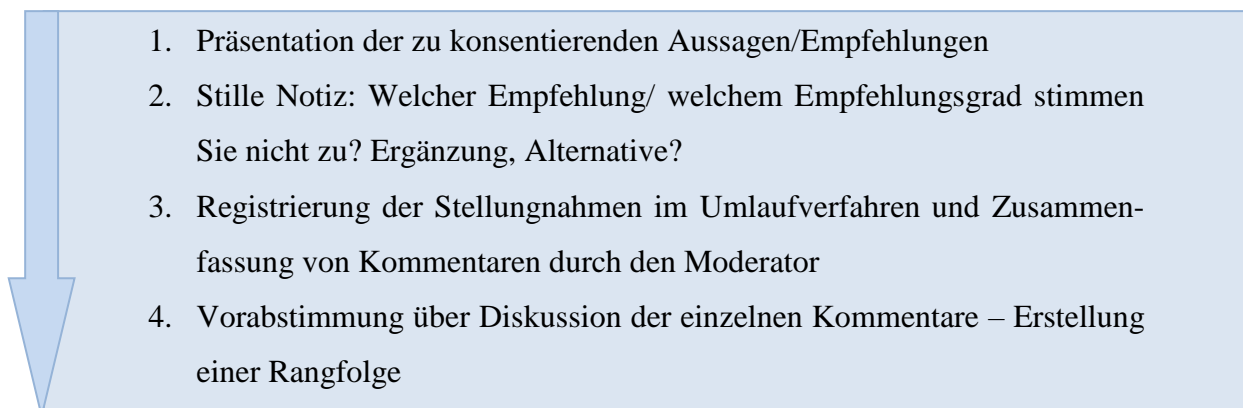 1. Präsentation der zu konsentierenden Aussagen/Empfehlungen
2. Stille Notiz: Welcher Empfehlung/ welchem Empfehlungsgrad stimmen
Sie nicht zu? Ergänzung, Alternative?
3. Registrierung der Stellungnahmen im Umlaufverfahren und Zusammen-
fassung von Kommentaren durch den Moderator
4. Vorabstimmung über Diskussion der einzelnen Kommentare – Erstellung
einer Rangfolge